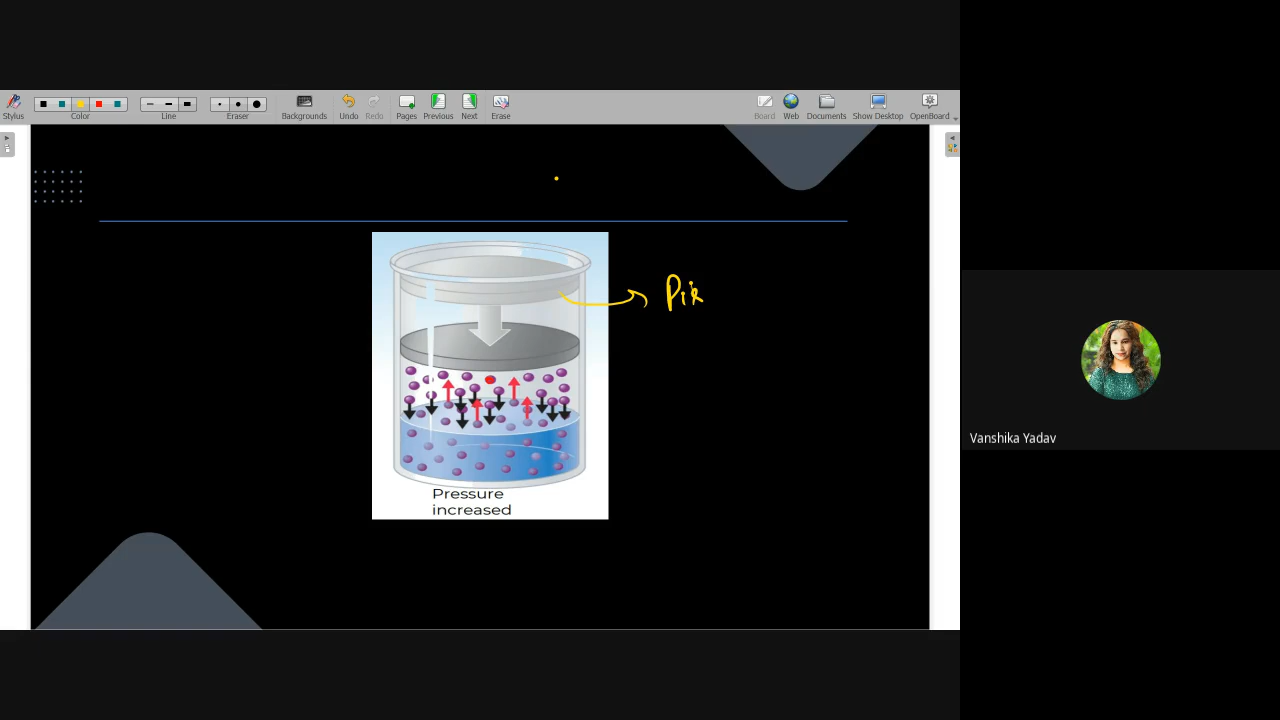 Stylus
Color
Line
Eraser
Backgrounds
Undo
Redo
Pages
Previous
Next
Erase
Board
Web
Documents
Show Desktop
OpenBoard
Pressure
increased
Vanshika Yadav